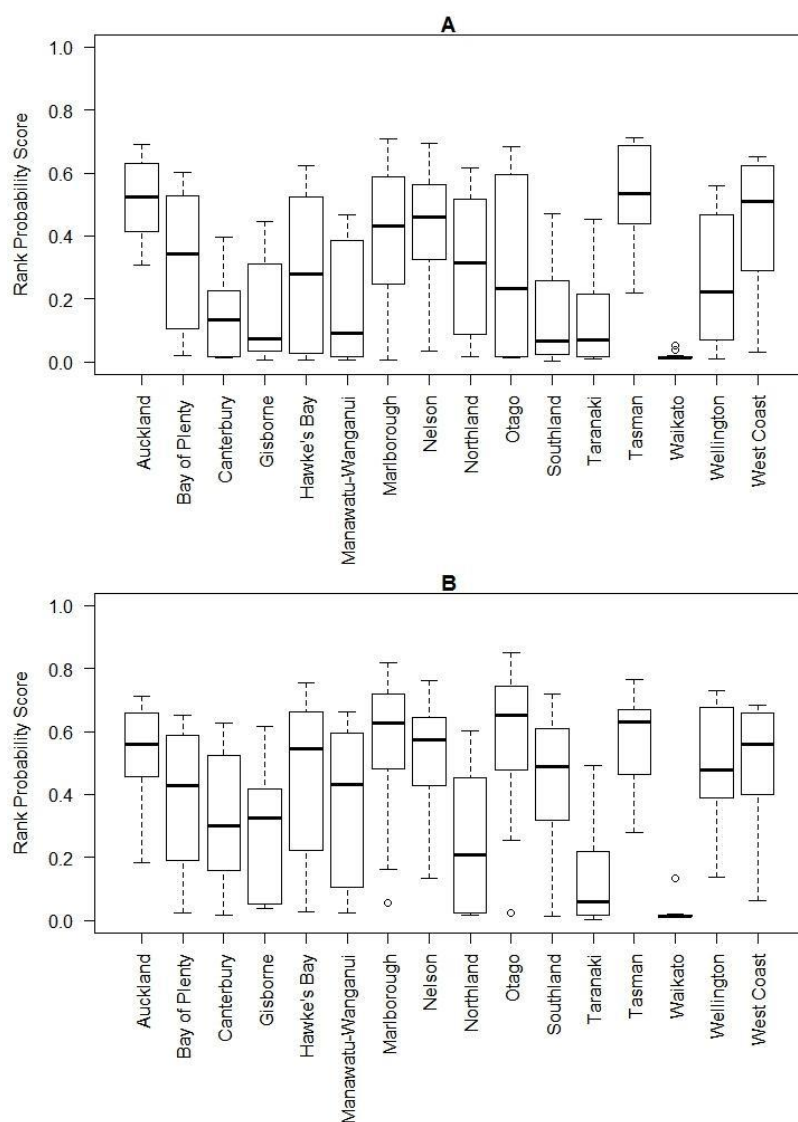 A
Rank Probability Score
1.0
0.8
0.6
0.4
0.2
0.0
Auckland
Bay of Plenty
Canterbury
Gisborne
Hawke's Bay
Manawatu-Wanganui
Marlborough
Nelson
Northland
Otago
Southland
Taranaki
Tasman
Waikato
Wellington
West Coast
B
Rank Probability Score
1.0
0.8
0.6
0.4
0.2
0.0
Auckland
Bay of Plenty
Canterbury
Gisborne
Hawke's Bay
Manawatu-Wanganui
Marlborough
Nelson
Northland
Otago
Southland
Taranaki
Tasman
Waikato
Wellington
West Coast